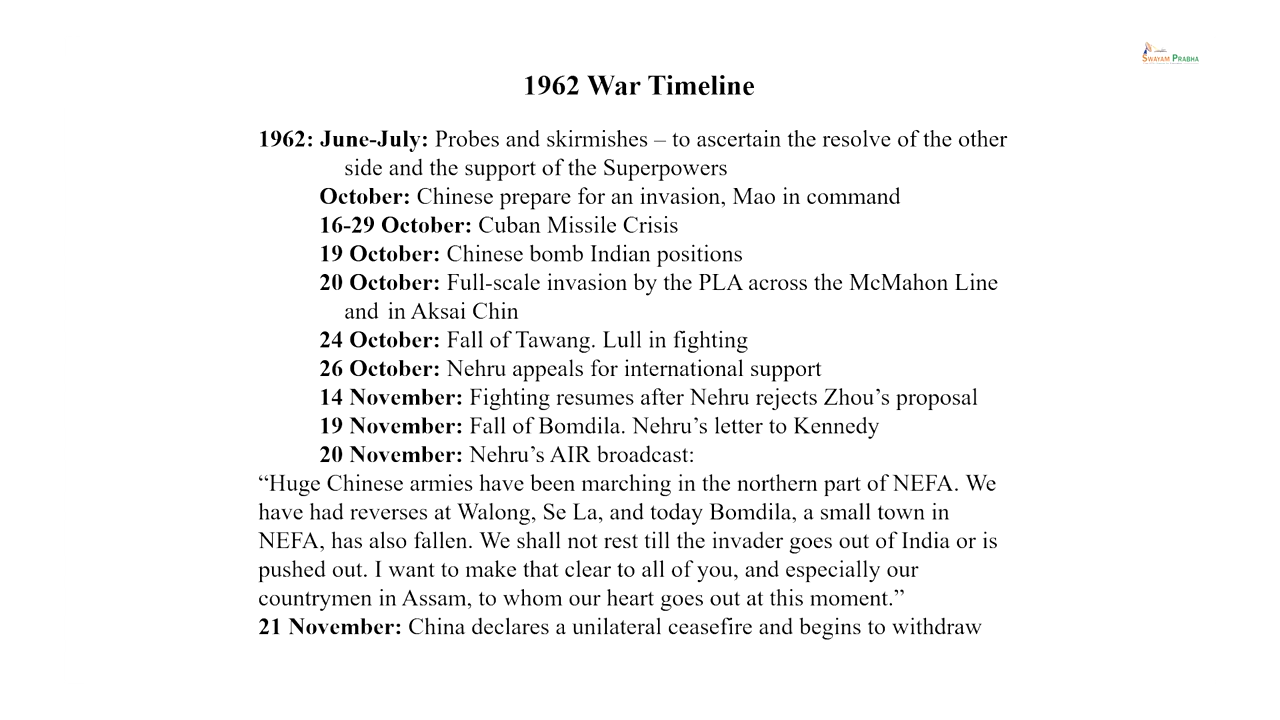 SWAYAM PRABHA
1962 War Timeline
1962: June-July: Probes and skirmishes – to ascertain the resolve of the other
side and the support of the Superpowers
October: Chinese prepare for an invasion, Mao in command
16-29 October: Cuban Missile Crisis
19 October: Chinese bomb Indian positions
20 October: Full-scale invasion by the PLA across the McMahon Line
and in Aksai Chin
24 October: Fall of Tawang. Lull in fighting
26 October: Nehru appeals for international support
14 November: Fighting resumes after Nehru rejects Zhou’s proposal
19 November: Fall of Bomdila. Nehru’s letter to Kennedy
20 November: Nehru’s AIR broadcast:
“Huge Chinese armies have been marching in the northern part of NEFA. We
have had reverses at Walong, Se La, and today Bomdila, a small town in
NEFA, has also fallen. We shall not rest till the invader goes out of India or is
pushed out. I want to make that clear to all of you, and especially our
countrymen in Assam, to whom our heart goes out at this moment.”
21 November: China declares a unilateral ceasefire and begins to withdraw